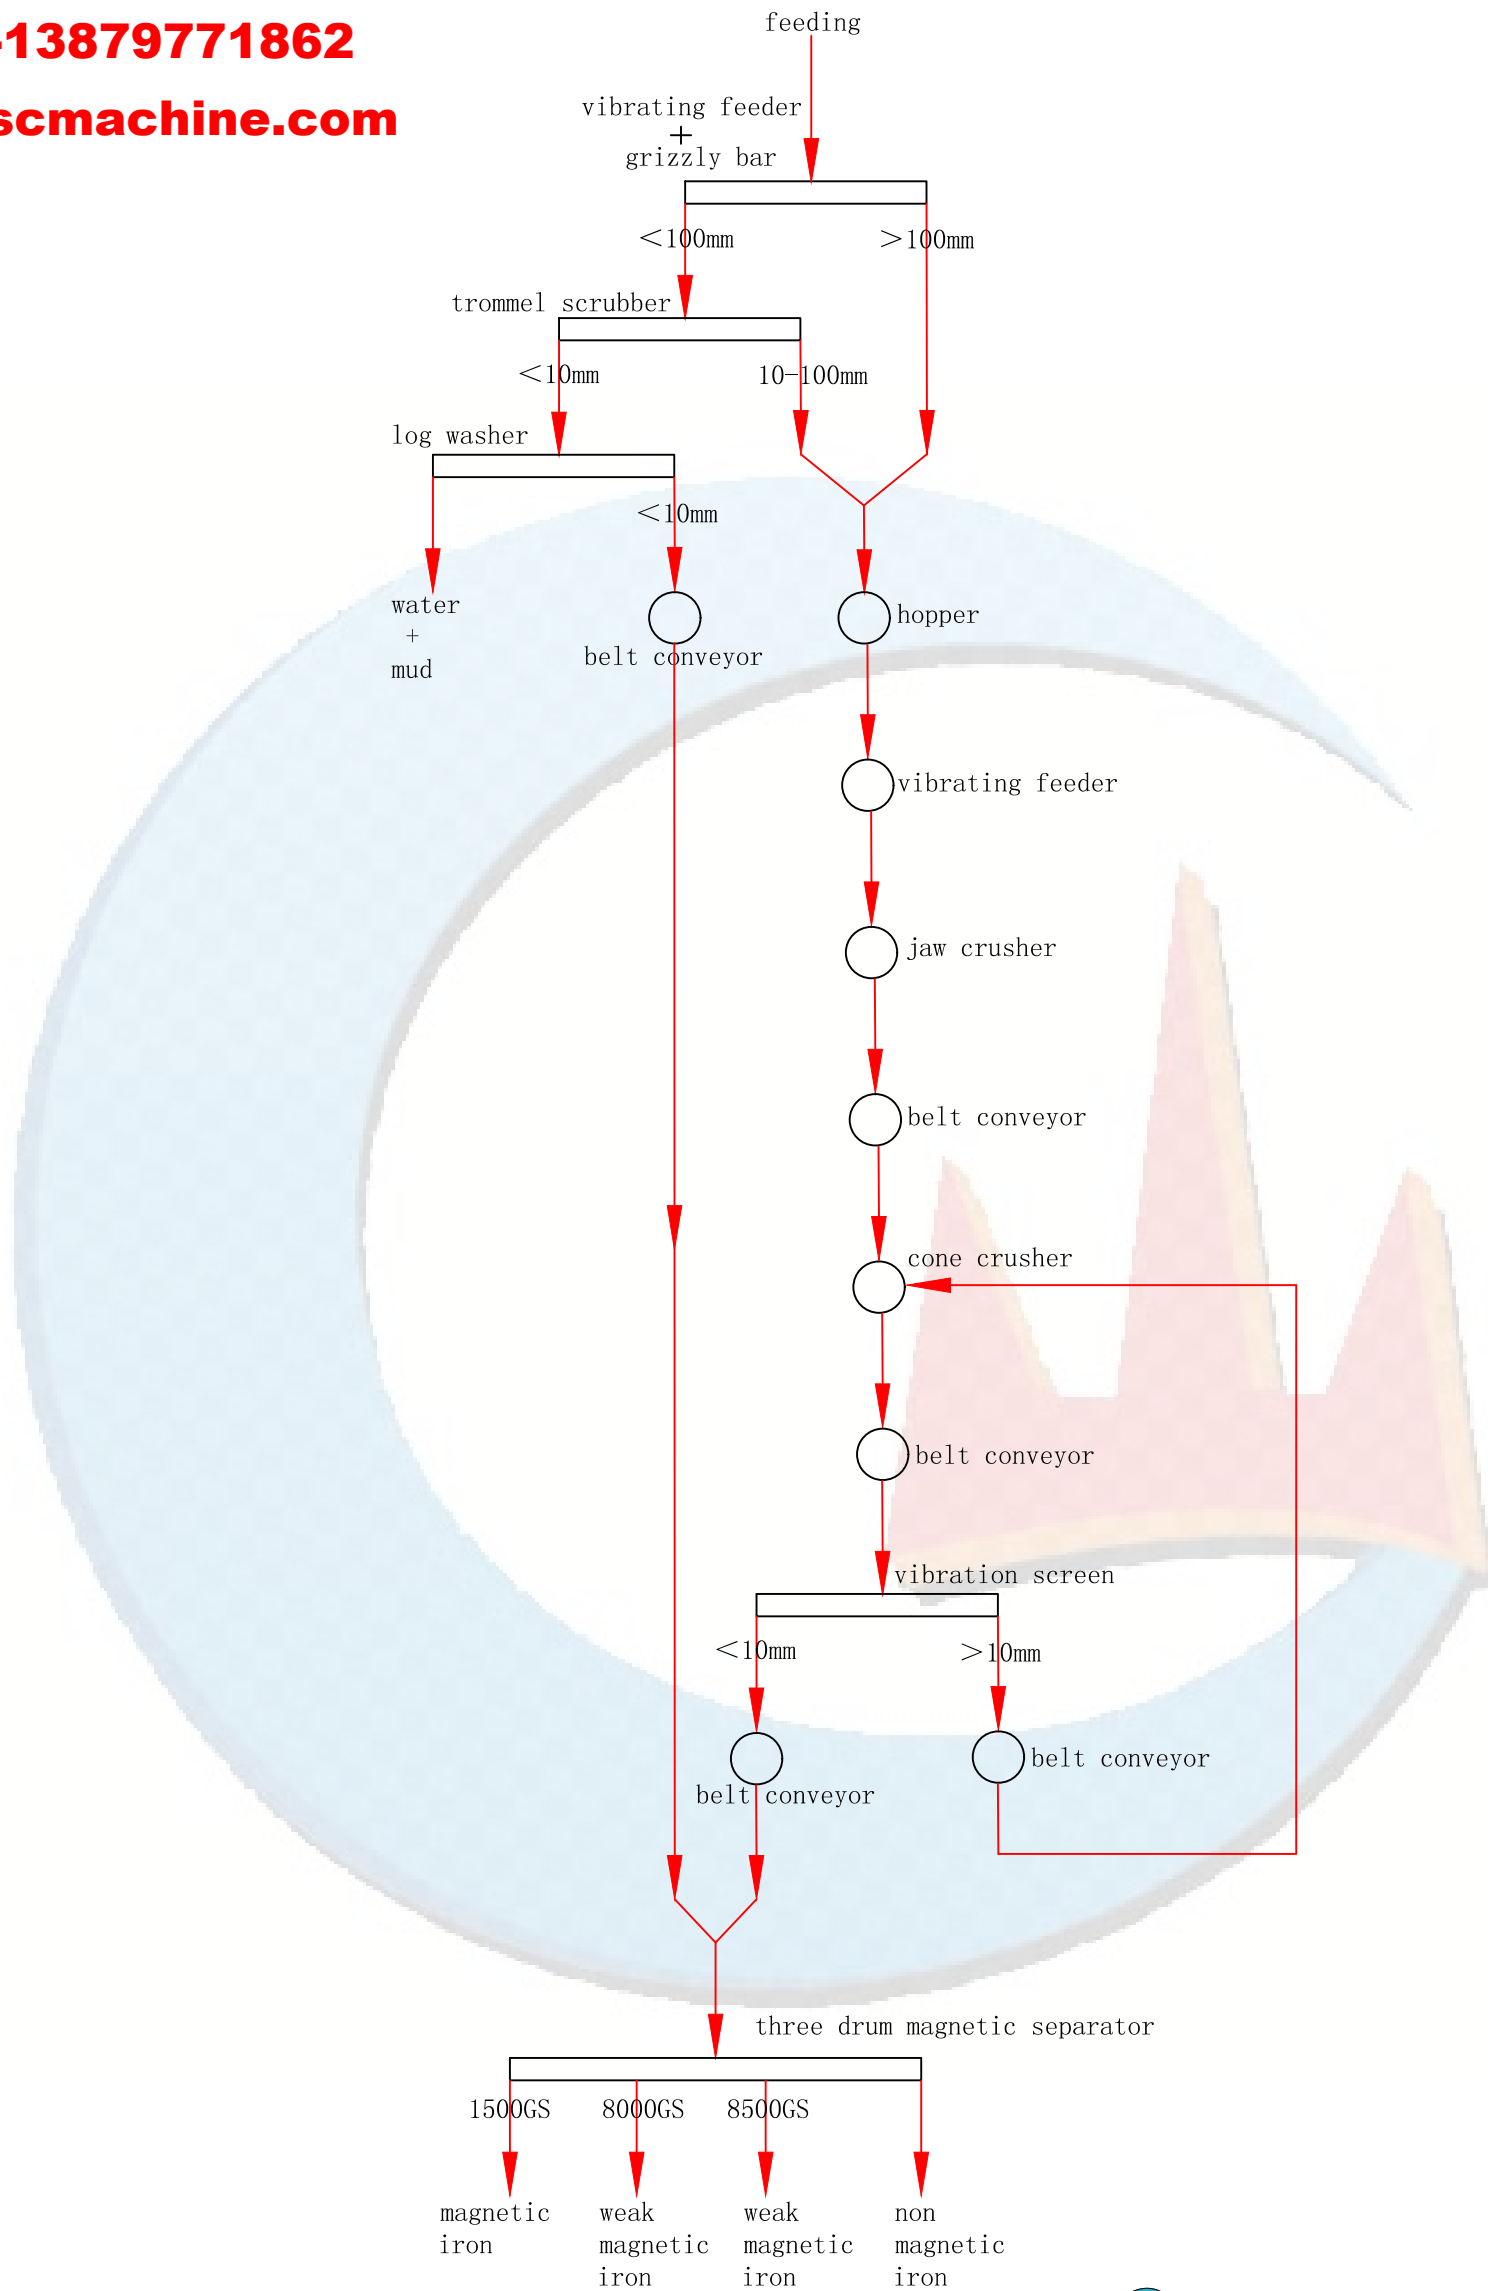 -13879771862
scmachine.com
feeding
vibrating feeder
+
grizzly bar
＜100mm
＞100mm
trommel scrubber
＜10mm
10-100mm
log washer
＜10mm
water
+
mud
belt conveyor
hopper
vibrating feeder
jaw crusher
belt conveyor
cone crusher
belt conveyor
vibration screen
＜10mm
＞10mm
belt conveyor
belt conveyor
three drum magnetic separator
1500GS
8000GS
8500GS
magnetic
iron
weak
magnetic
iron
weak
magnetic
iron
non
magnetic
iron